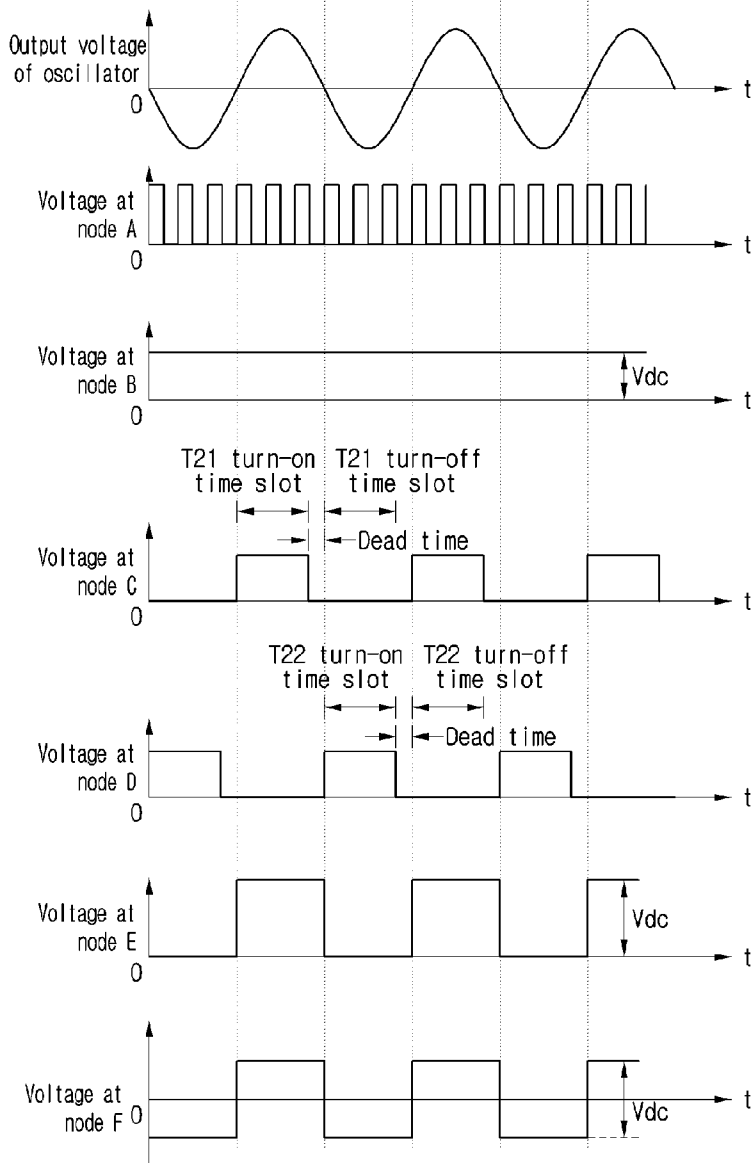 Output voltage
of oscillator
0
t
Voltage at
node A
0
t
Voltage at
node B
0
Vdc
t
T21 turn-on
time slot
T21 turn-off
time slot
Dead time
Voltage at
node C
0
t
T22 turn-on
time slot
T22 turn-off
time slot
Dead time
Voltage at
node D
0
t
Voltage at
node E
0
Vdc
t
Voltage at
node F
0
Vdc
t